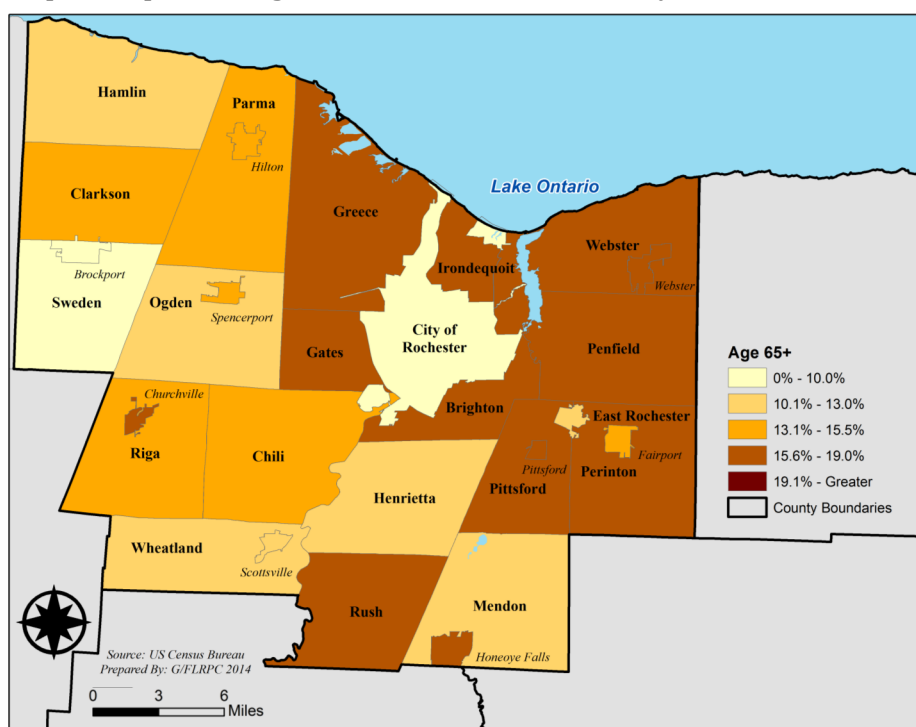 Hamlin
Parma
Hilton
Clarkson
Greece
Lake Ontario
Webster
Webster
Irondequoit
Brockport
Sweden
Ogden
Spencerport
City of
Rochester
Gates
Penfield
Churchville
Riga
Chili
Brighton
East Rochester
Fairport
Perinton
Pittsford
Pittsford
Henrietta
Wheatland
Scottsville
Rush
Mendon
Honeoye Falls
Age 65+
0% - 10.0%
10.1% - 13.0%
13.1% - 15.5%
15.6% - 19.0%
19.1% - Greater
County Boundaries
Source: US Census Bureau
Prepared By: G/FLRPC 2014
0 3 6
Miles